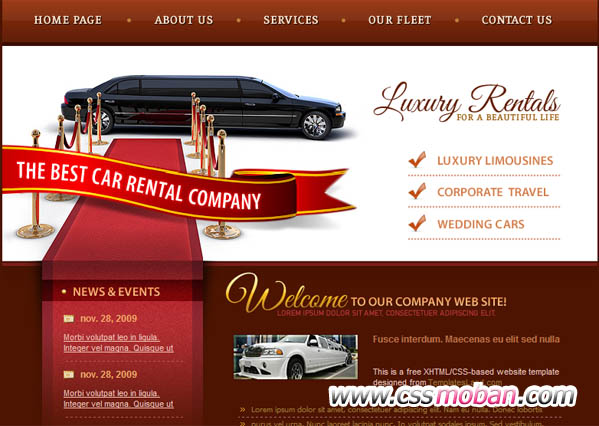 HOME PAGE • ABOUT US • SERVICES • OUR FLEET • CONTACT US
Luxury Rentals
FOR A BEAUTIFUL LIFE
THE BEST CAR RENTAL COMPANY
LUXURY LIMOUSINES
CORPORATE TRAVEL
WEDDING CARS
• NEWS & EVENTS
nov. 28, 2009
Morbi volutpat leo in ligula.
Integer vel magna. Quisque ut
nov. 28, 2009
Morbi volutpat leo in ligula.
Integer vel magna. Quisque ut
Welcome TO OUR COMPANY WEB SITE!
LOREM IPSUM DOLOR SIT AMET, CONSECTETUER ADIPISCING ELIT.
Fusce interdum. Maecenas eu elit sed nulla
This is a free XHTML/CSS-based website template
designed from
www.cssmoban.com
» Lorem ipsum dolor sit amet, consectetuer adipiscing elit. Donec lobortis